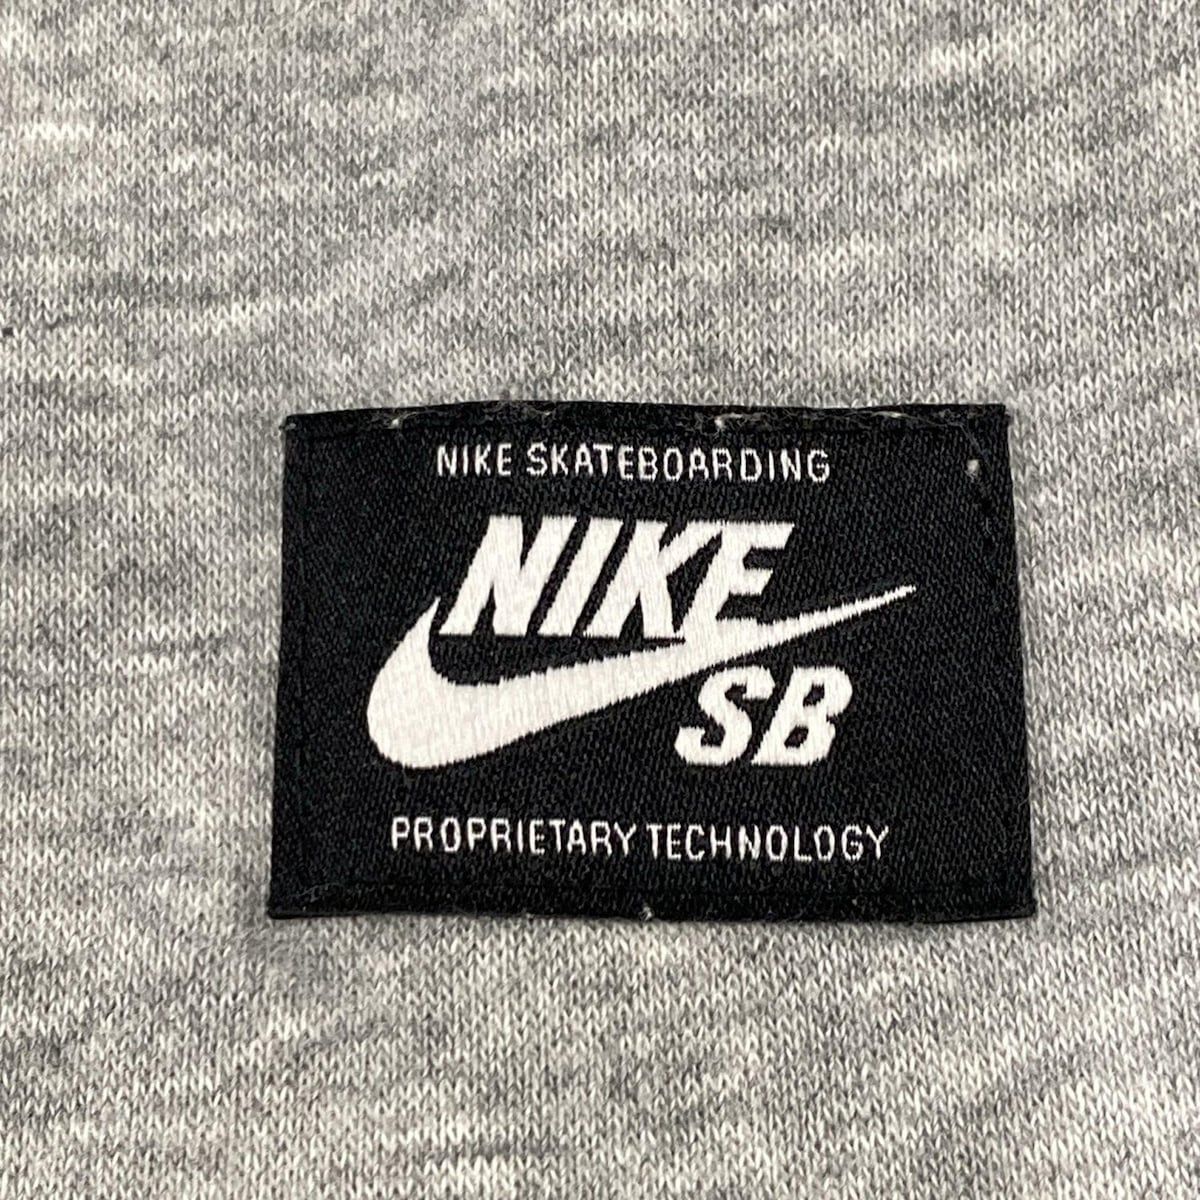 NIKE SKATEBOARDING
NIKE
SB
PROPRIETARY TECHNOLOGY